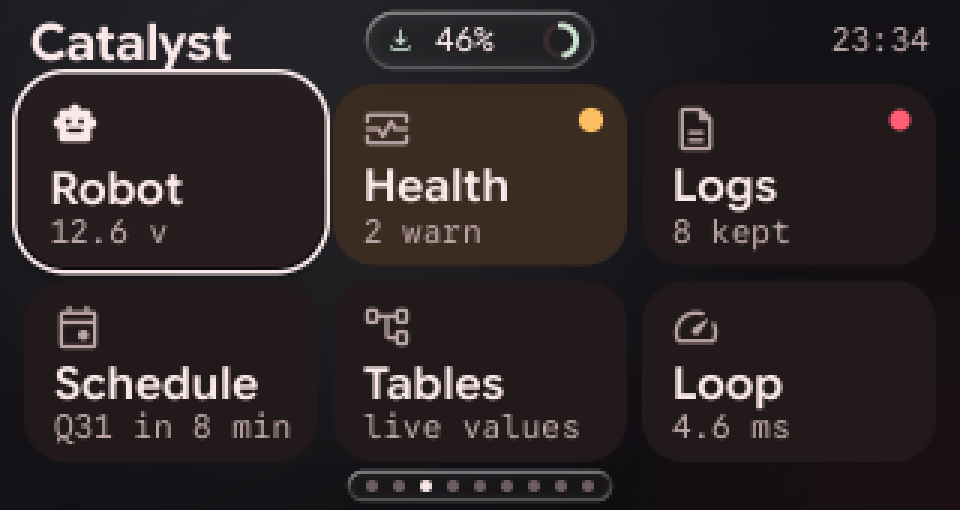 Catalyst
46%
23:34
Robot
12.6 v
Health
2 warn
Logs
8 kept
Schedule
Q31 in 8 min
Tables
live values
Loop
4.6 ms